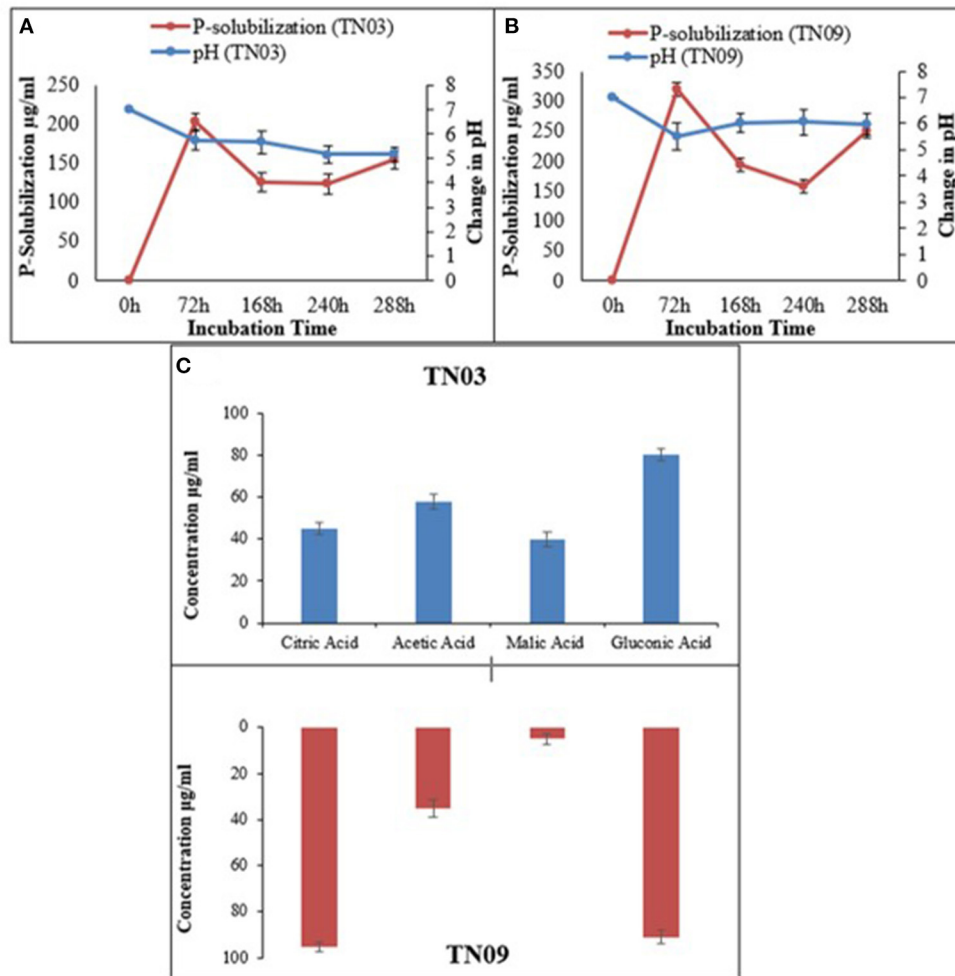 A
P-solubilization (TN03)
pH (TN03)
P-Solubilization µg/ml
250
200
150
100
50
0
8
7
6
5
4
3
2
1
0
Change in pH
0h 72h 168h 240h 288h
Incubation Time
B
P-solubilization (TN09)
pH (TN09)
P-Solubilization µg/ml
350
300
250
200
150
100
50
0
8
7
6
5
4
3
2
1
0
Change in pH
0h 72h 168h 240h 288h
Incubation Time
C
TN03
Concentration µg/ml
100
80
60
40
20
0
Citric Acid Acetic Acid Malic Acid Gluconic Acid
Concentration µg/ml
0
20
40
60
80
100
TN09